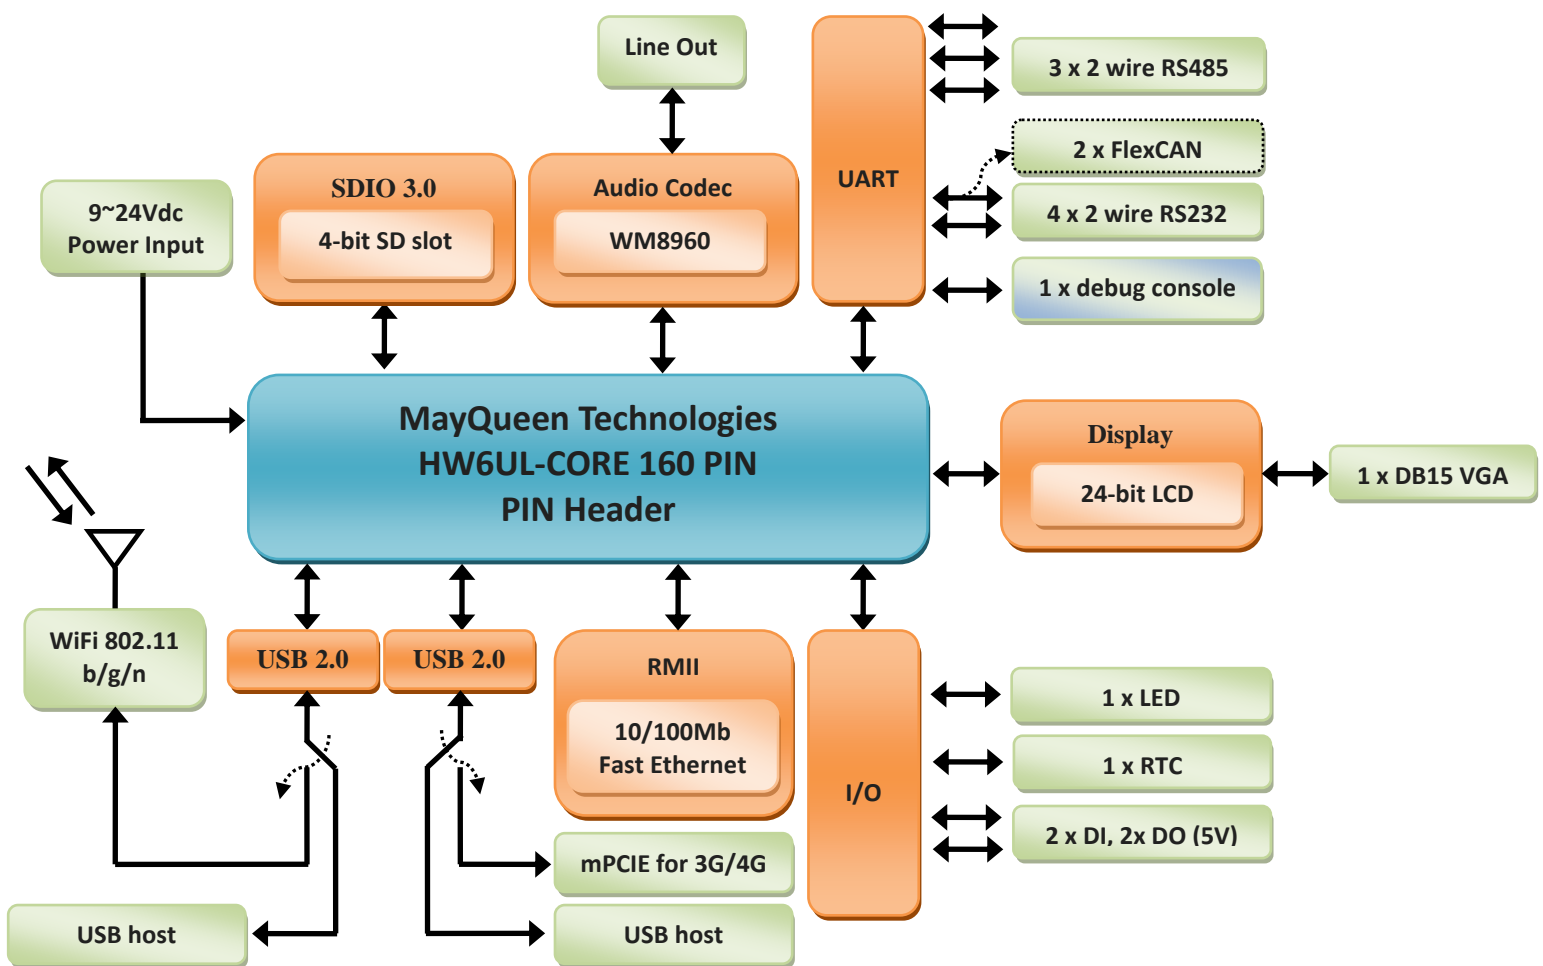 Line Out
3 x 2 wire RS485
2 x FlexCAN
UART
SDIO 3.0
4-bit SD slot
Audio Codec
WM8960
9~24Vdc
Power Input
4 x 2 wire RS232
1 x debug console
MayQueen Technologies
HW6UL-CORE 160 PIN
PIN Header
Display
24-bit LCD
1 x DB15 VGA
WiFi 802.11
b/g/n
USB 2.0
USB 2.0
RMII
10/100Mb
Fast Ethernet
I/O
1 x LED
1 x RTC
2 x DI, 2x DO (5V)
mPCIE for 3G/4G
USB host
USB host